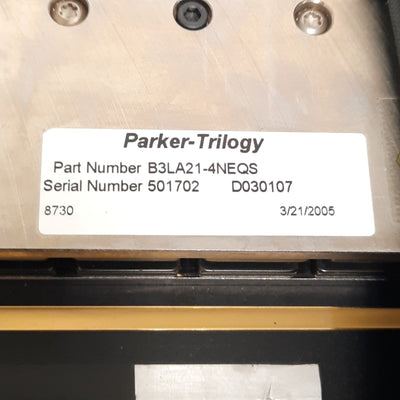 Parker-Trilogy
Part Number B3LA21-4NEQS
Serial Number 501702 D030107
8730 3/21/2005